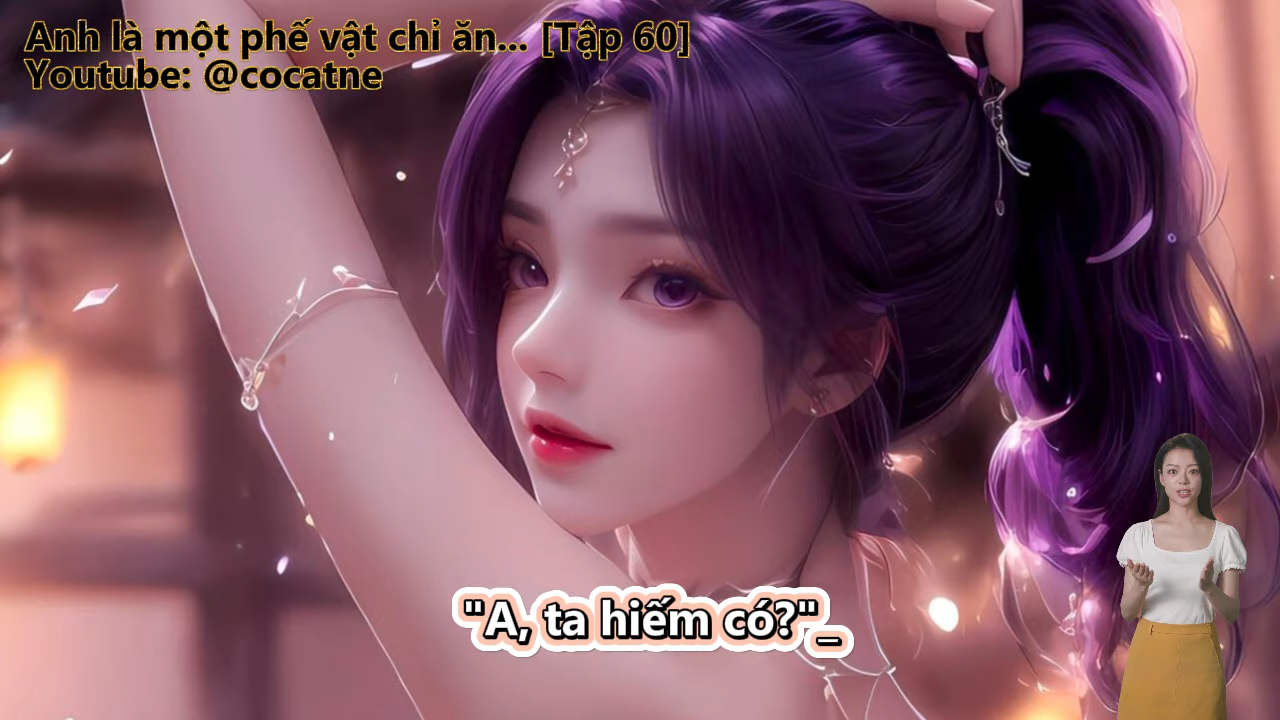 Anh là một phế vật chỉ ăn... [Tập 60]
Youtube: @cocatne
"A, ta hiếm có?"_